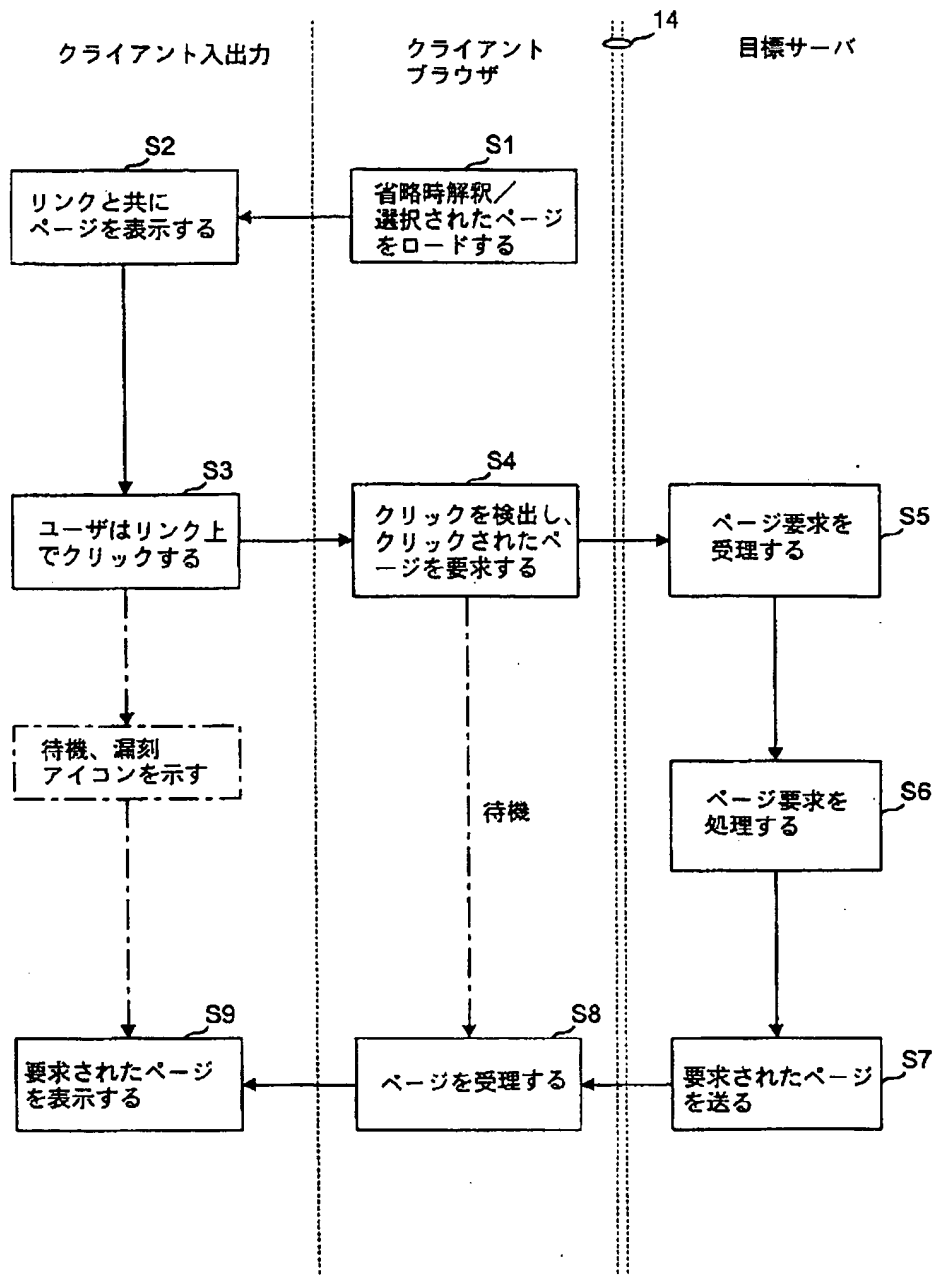 クライアント入出力
クライアント
ブラウザ
14
目標サーバ
S2
リンクと共に
ページを表示する
S1
省略時解釈／
選択されたページ
をロードする
S3
ユーザはリンク上
でクリックする
S4
クリックを検出し、
クリックされたペ
ージを要求する
S5
ページ要求を
受理する
待機、漏刻
アイコンを示す
待機
S6
ページ要求を
処理する
S9
要求されたページ
を表示する
S8
ページを受理する
S7
要求されたページ
を送る